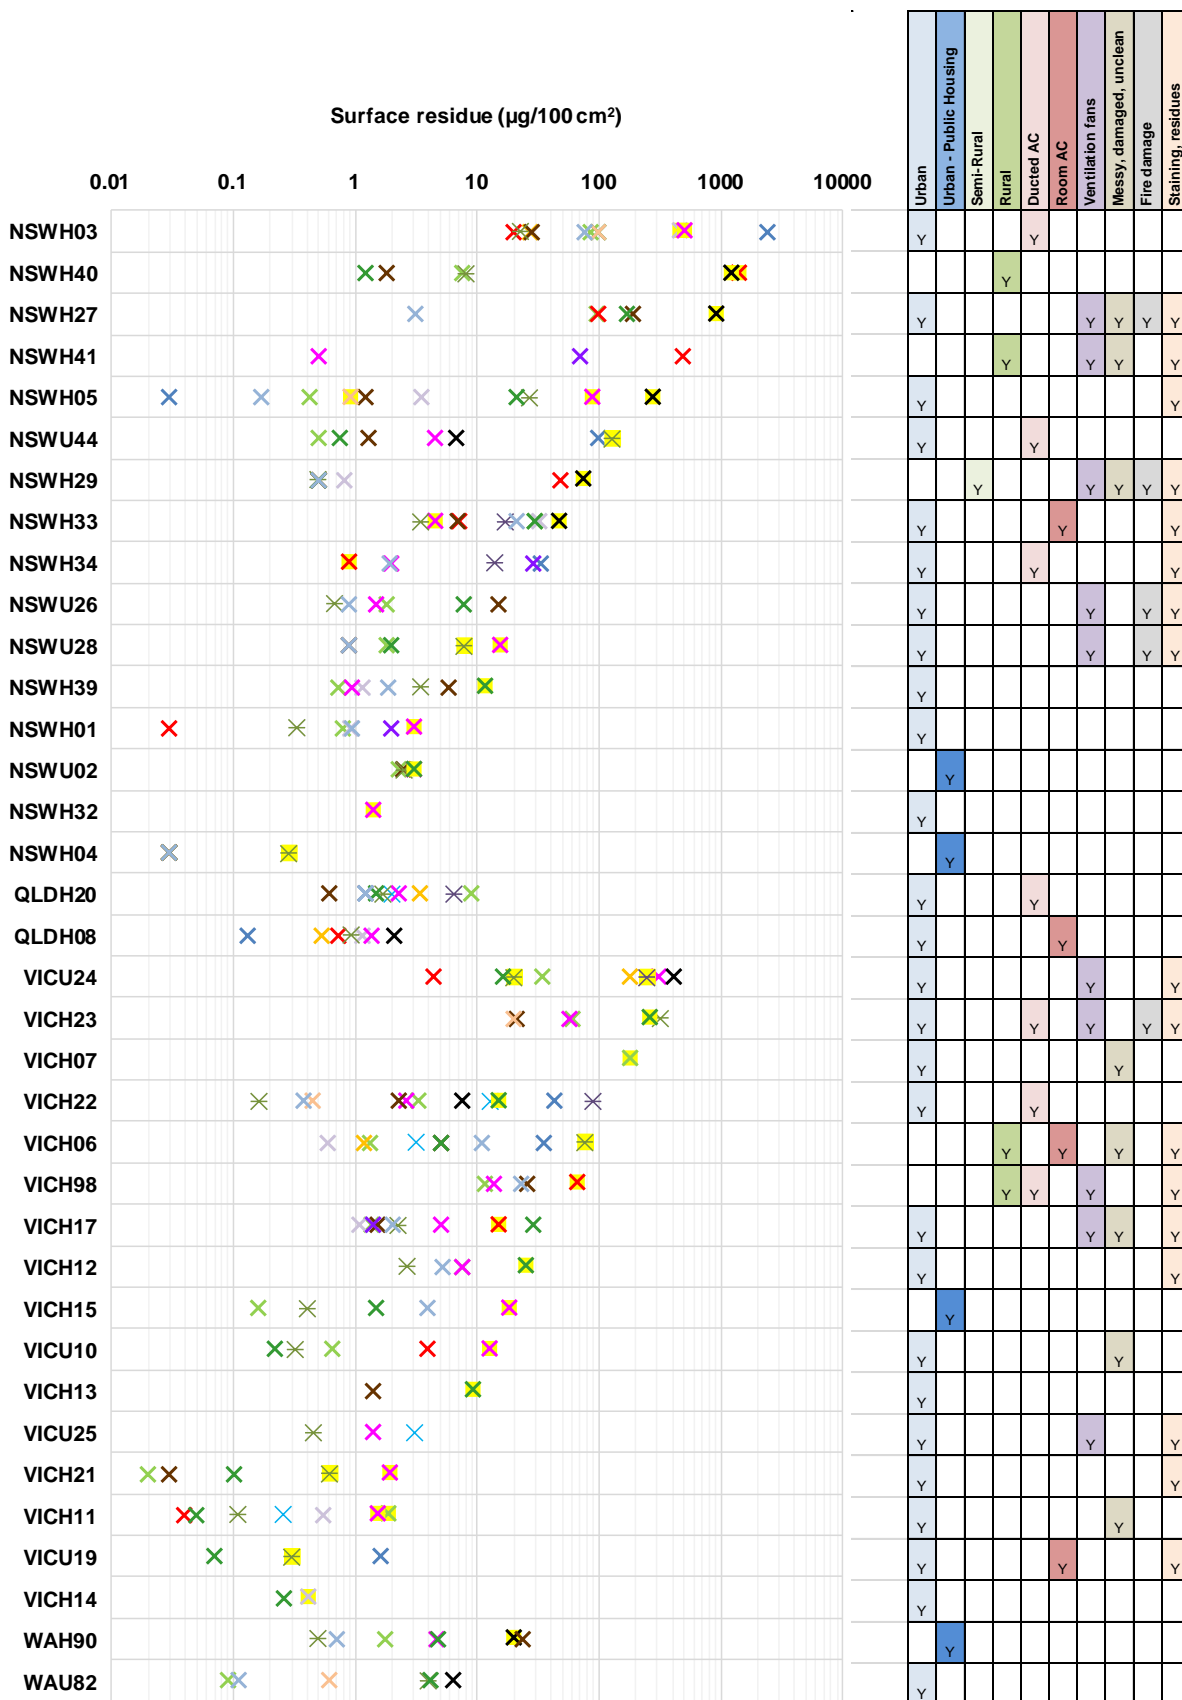 Surface residue (µg/100 cm²)
0.01 0.1 1 10 100 1000 10000
Urban
Urban - Public Housing
Semi-Rural
Rural
Ducted AC
Room AC
Ventilation fans
Messy, damaged, unclean
Fire damage
Staining, residues
NSWH03 Y Y
NSWH40 Y
NSWH27 Y Y Y Y Y
NSWH41 Y Y Y Y
NSWH05 Y Y
NSWU44 Y Y
NSWH29 Y Y Y Y Y
NSWH33 Y Y Y
NSWH34 Y Y Y
NSWU26 Y Y Y Y
NSWU28 Y Y Y Y
NSWH39 Y
NSWH01 Y
NSWU02 Y
NSWH32 Y
NSWH04 Y
QLDH20 Y Y
QLDH08 Y Y
VICU24 Y Y Y
VICH23 Y Y Y Y Y
VICH07 Y Y
VICH22 Y Y
VICH06 Y Y Y Y
VICH98 Y Y Y Y
VICH17 Y Y Y Y
VICH12 Y Y
VICH15 Y
VICU10 Y Y
VICH13 Y
VICU25 Y Y Y
VICH21 Y Y
VICH11 Y Y
VICU19 Y Y Y
VICH14 Y
WAH90 Y
WAU82 Y